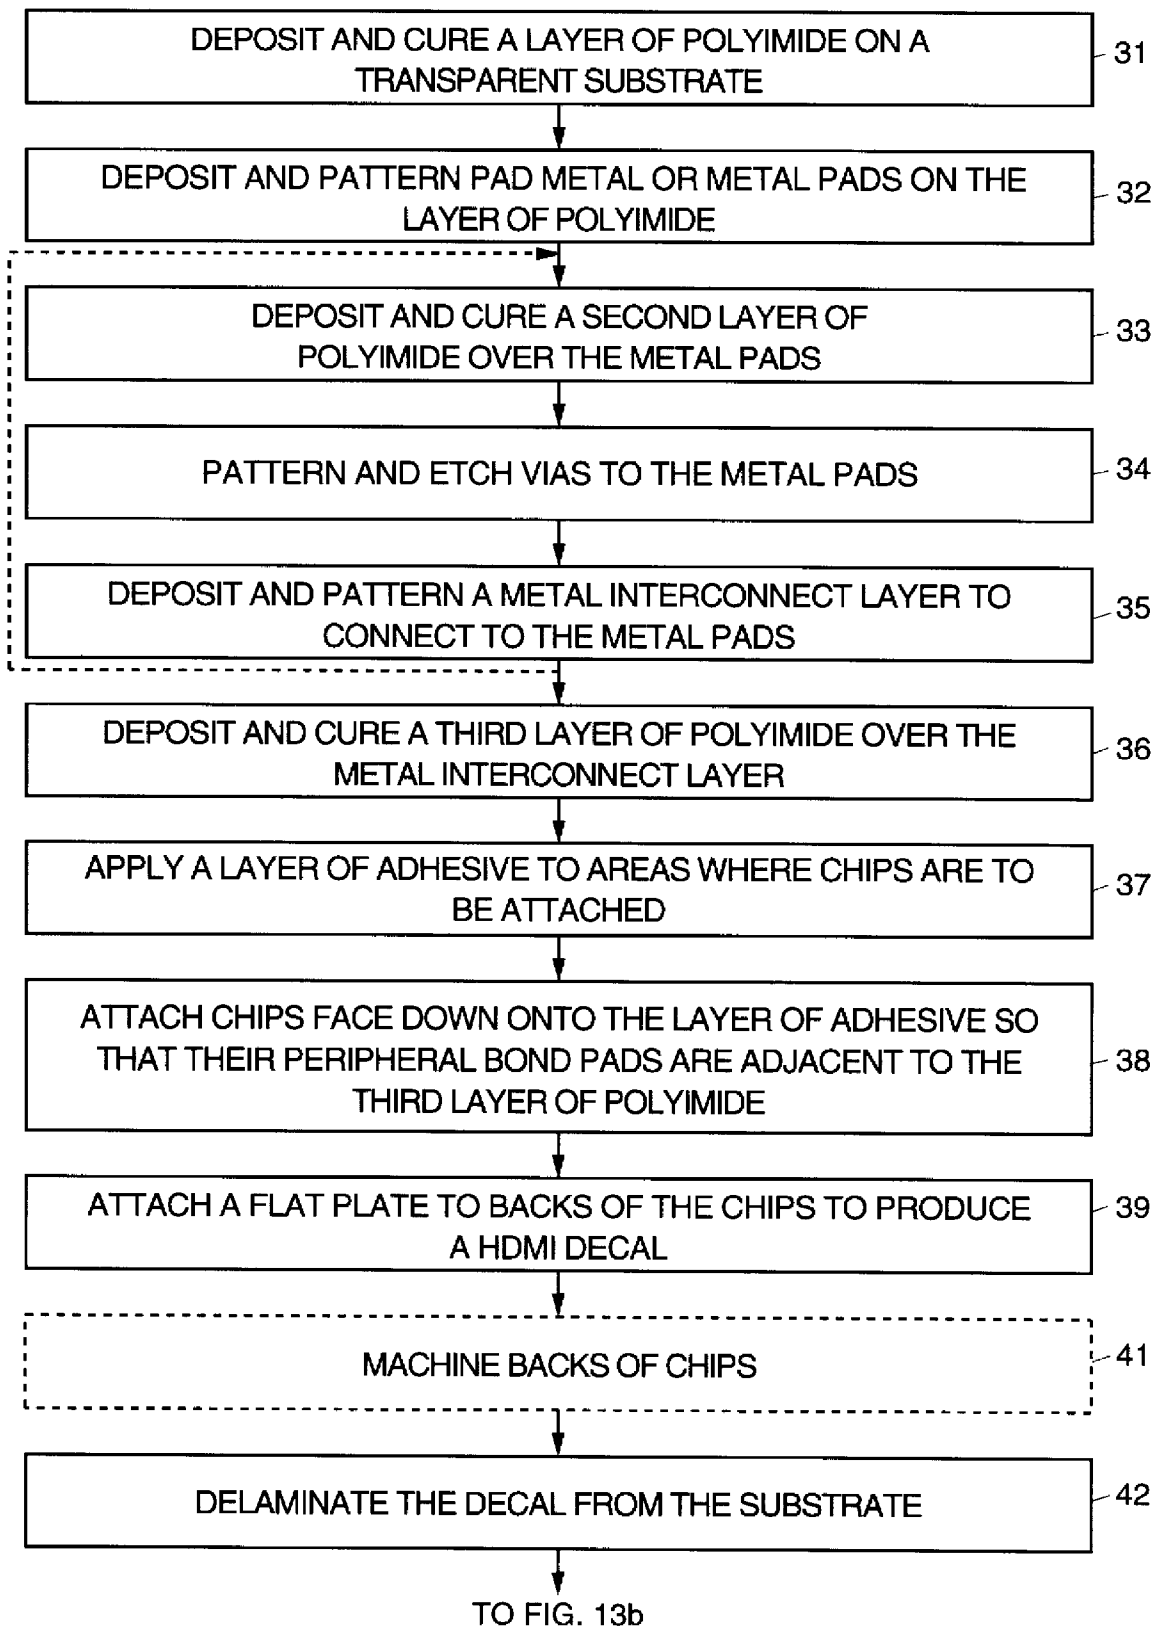 DEPOSIT AND CURE A LAYER OF POLYIMIDE ON A
TRANSPARENT SUBSTRATE
31
DEPOSIT AND PATTERN PAD METAL OR METAL PADS ON THE
LAYER OF POLYIMIDE
32
DEPOSIT AND CURE A SECOND LAYER OF
POLYIMIDE OVER THE METAL PADS
33
PATTERN AND ETCH VIAS TO THE METAL PADS
34
DEPOSIT AND PATTERN A METAL INTERCONNECT LAYER TO
CONNECT TO THE METAL PADS
35
DEPOSIT AND CURE A THIRD LAYER OF POLYIMIDE OVER THE
METAL INTERCONNECT LAYER
36
APPLY A LAYER OF ADHESIVE TO AREAS WHERE CHIPS ARE TO
BE ATTACHED
37
ATTACH CHIPS FACE DOWN ONTO THE LAYER OF ADHESIVE SO
THAT THEIR PERIPHERAL BOND PADS ARE ADJACENT TO THE
THIRD LAYER OF POLYIMIDE
38
ATTACH A FLAT PLATE TO BACKS OF THE CHIPS TO PRODUCE
A HDMI DECAL
39
MACHINE BACKS OF CHIPS
41
DELAMINATE THE DECAL FROM THE SUBSTRATE
42
TO FIG. 13b